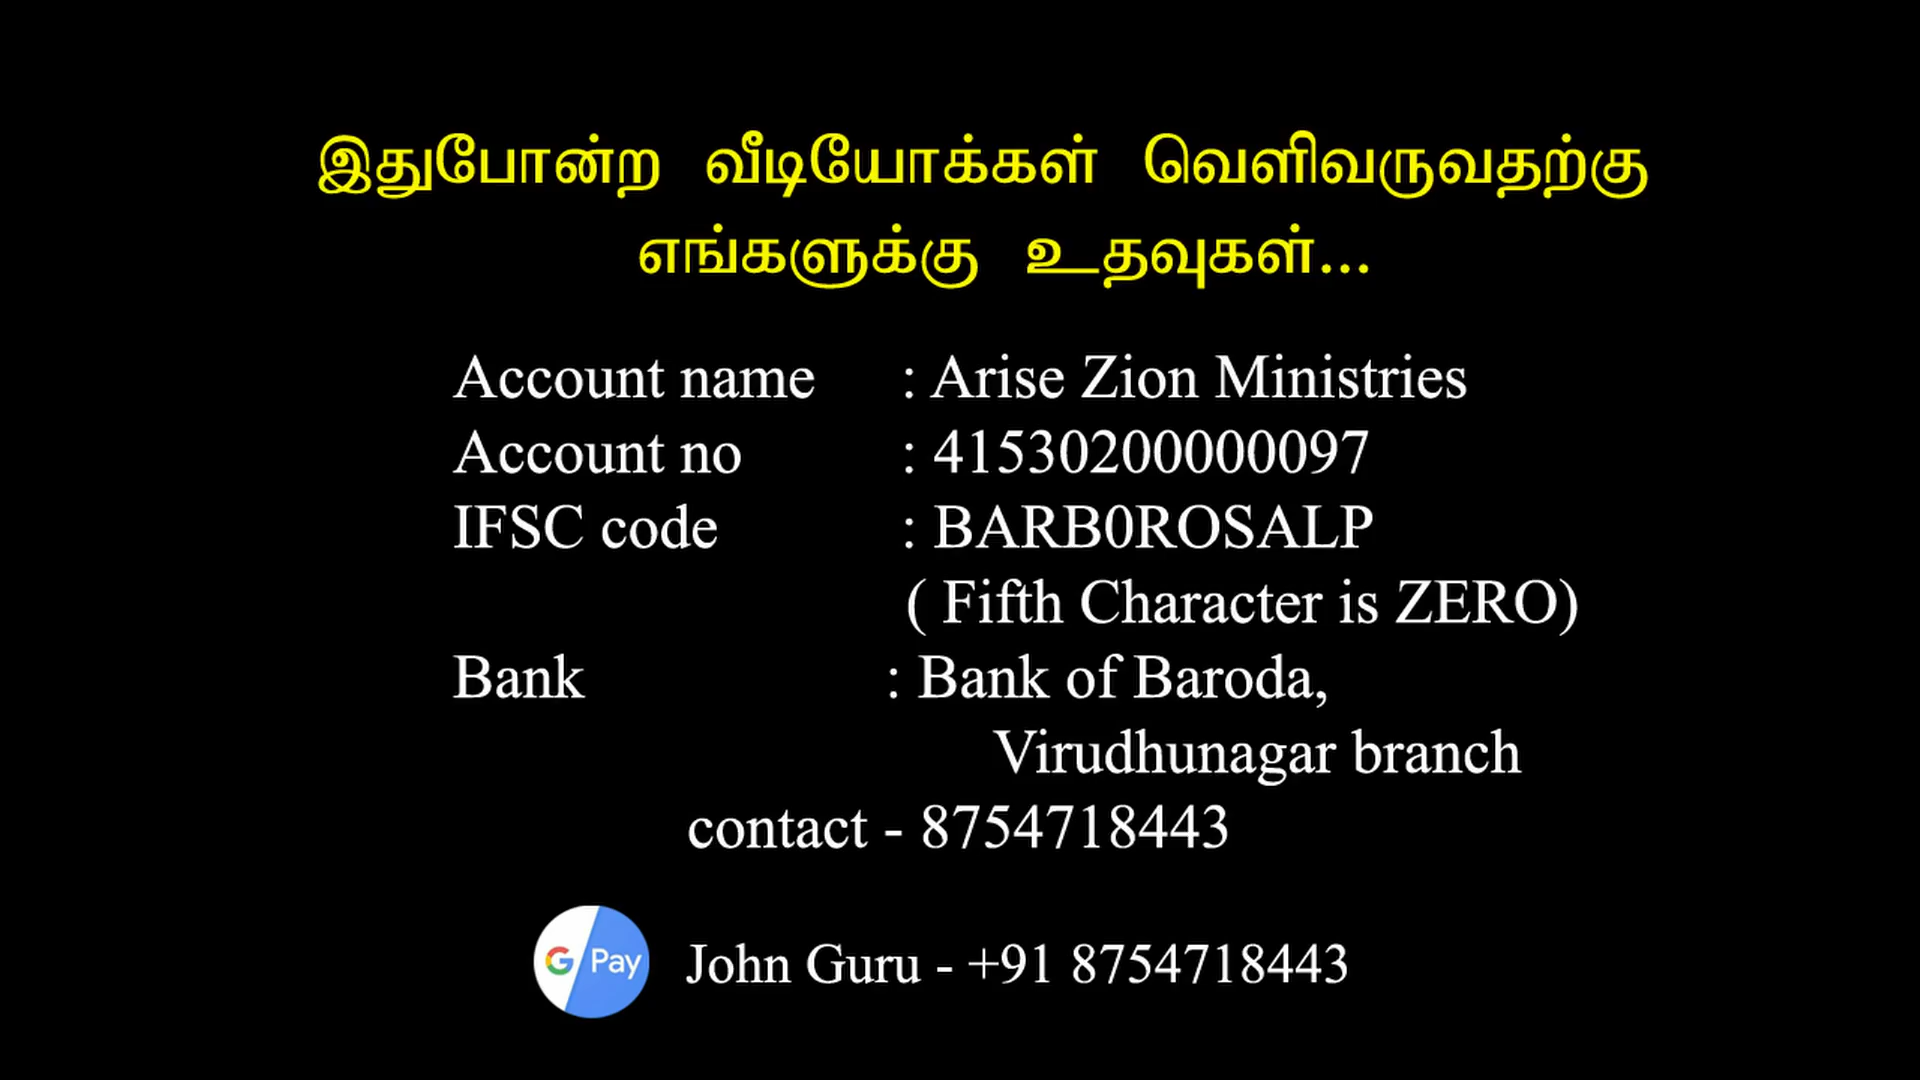 இதுபோன்ற வீடியோக்கள் வெளிவருவதற்கு
எங்களுக்கு உதவுகள்...
Account name : Arise Zion Ministries
Account no : 41530200000097
IFSC code : BARB0ROSALP
( Fifth Character is ZERO)
Bank : Bank of Baroda,
Virudhunagar branch
contact - 8754718443
G Pay John Guru - +91 8754718443